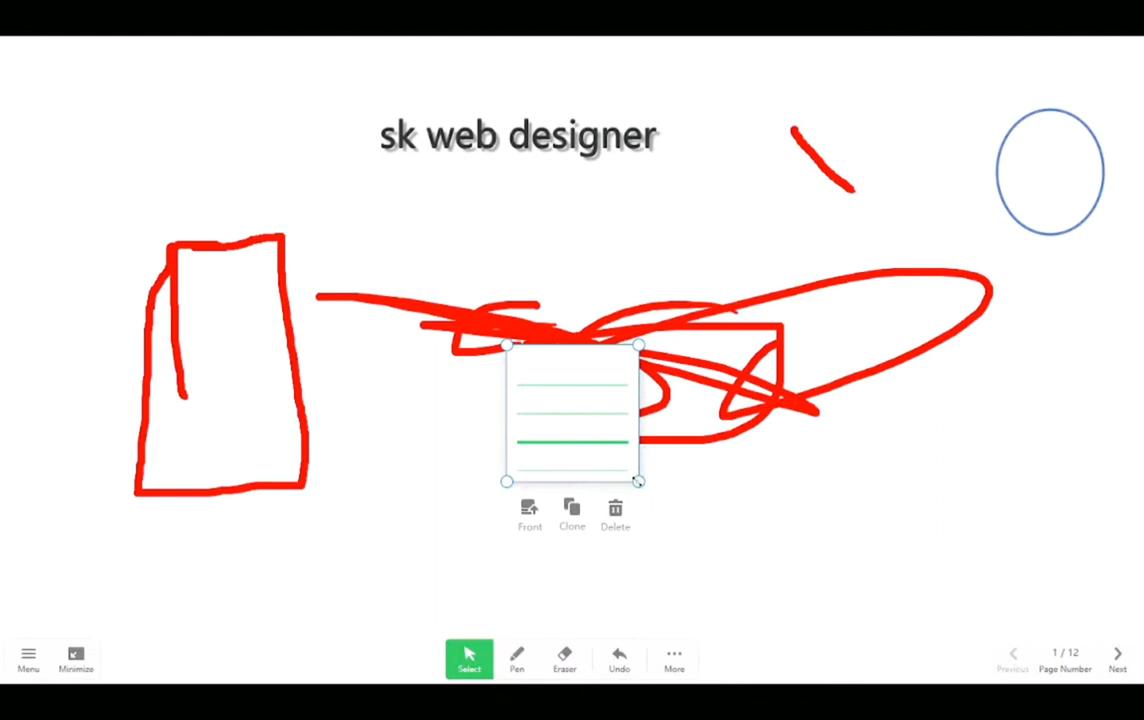 sk web designer
Front
Clone
Delete
Menu
Minimize
Select
Pen
Eraser
Undo
More
Previous
1 / 12
Page Number
Next